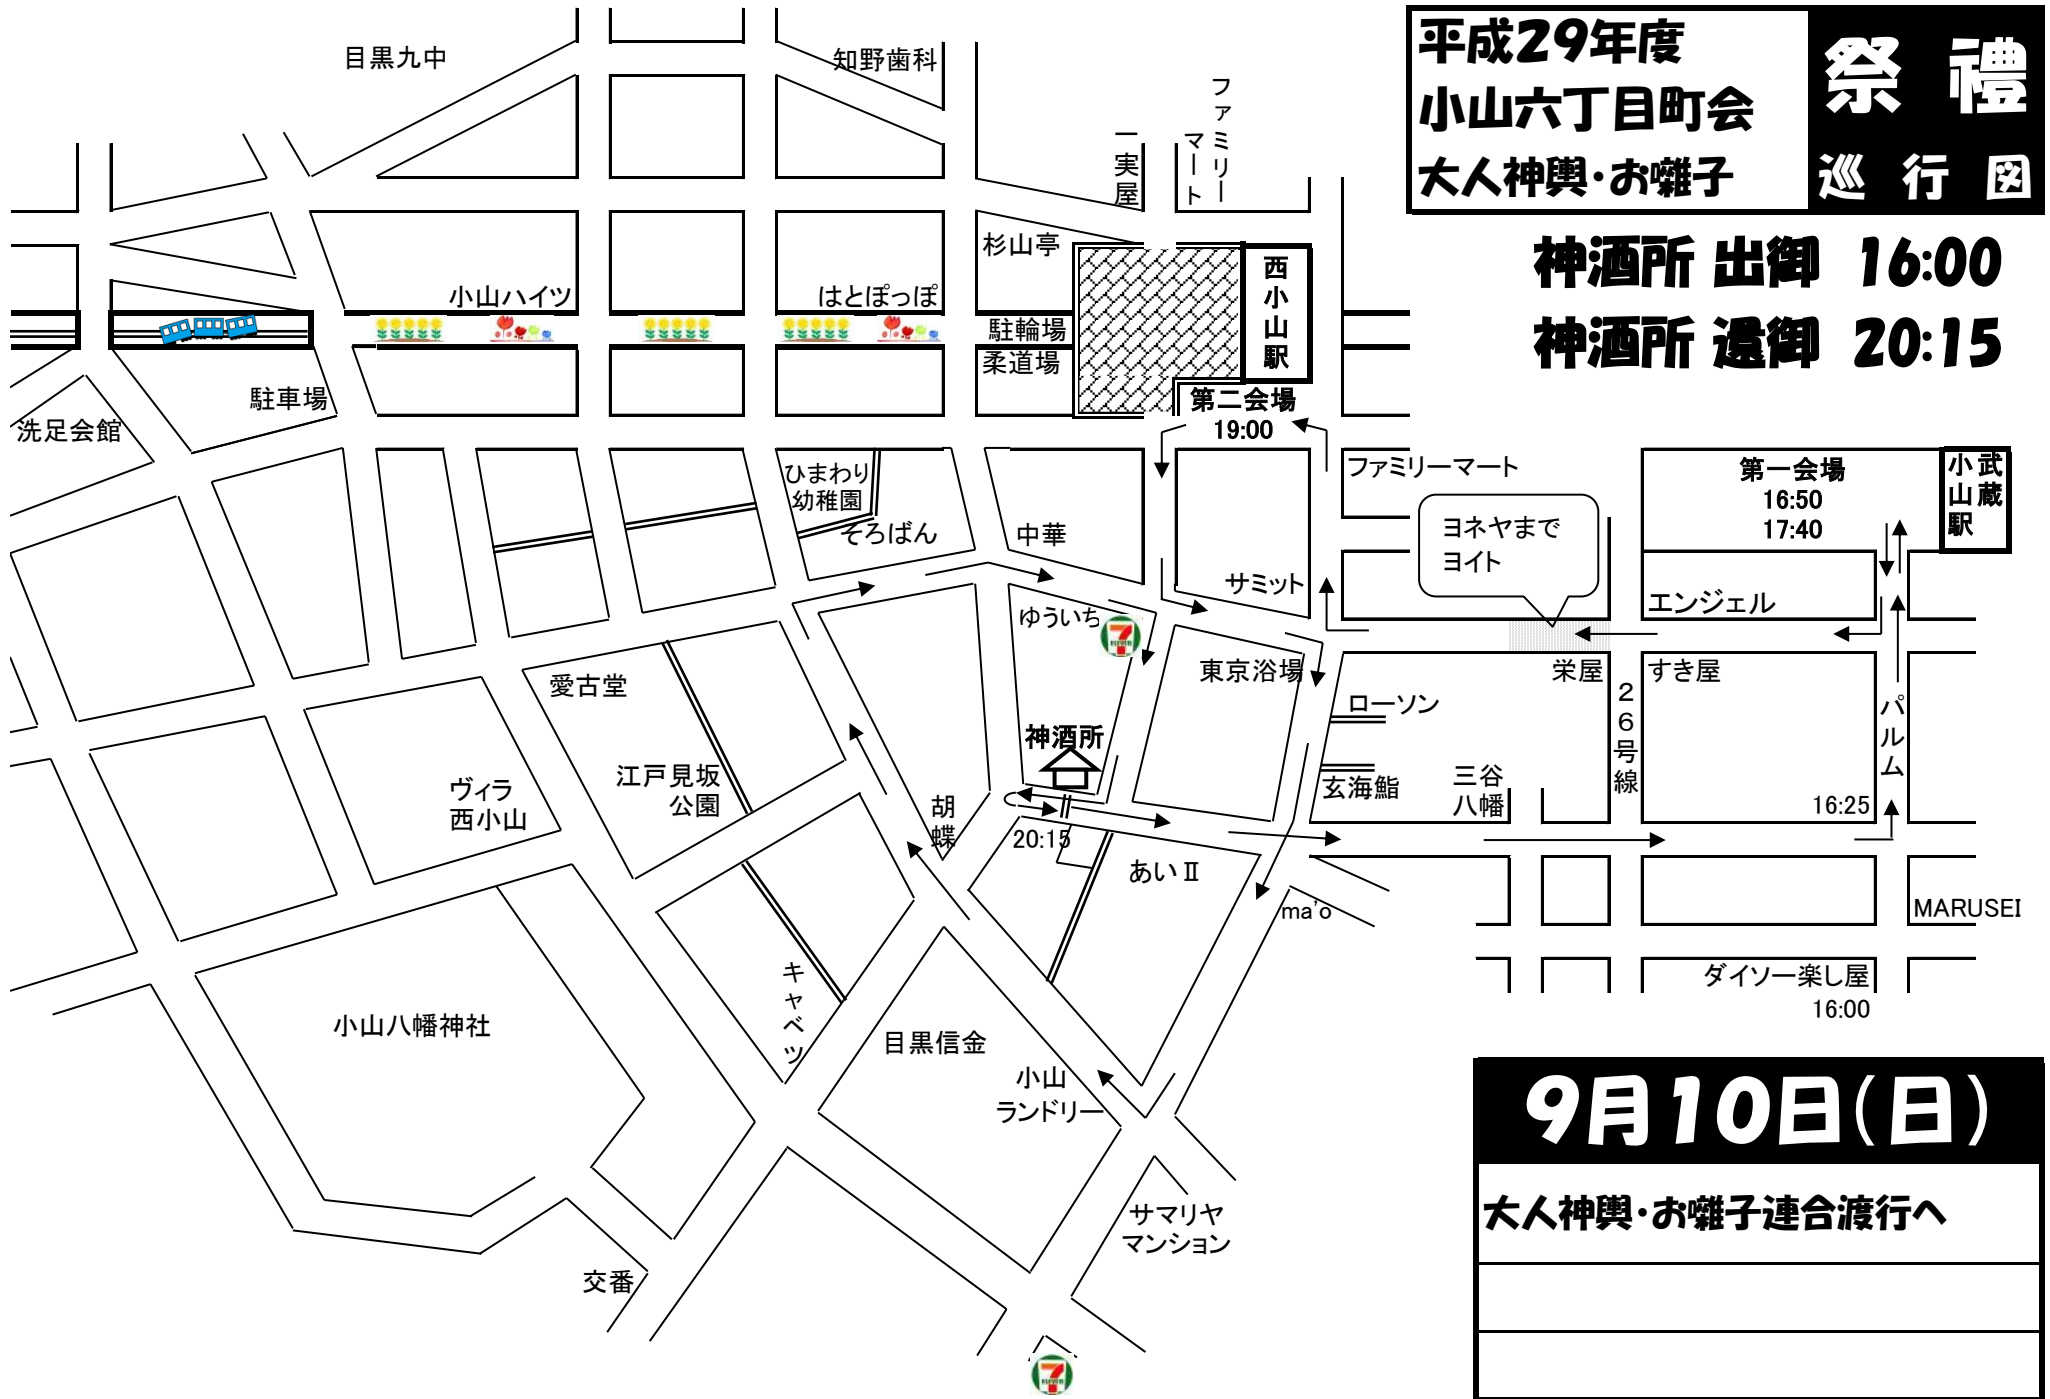 平成29年度
小山六丁目町会
大人神輿・お囃子
祭禮
巡行図
神酒所 出御 16:00
神酒所 還御 20:15
目黒九中
知野歯科
ファミリー
マート
一実屋
杉山亭
西小山駅
小山ハイツ
はとぽっぽ
駐輪場
柔道場
駐車場
洗足会館
第二会場
19:00
ひまわり
幼稚園
そろばん
中華
ファミリーマート
第一会場
16:50
17:40
武蔵
小山駅
ヨネヤまで
ヨイト
サミット
エンジェル
ゆういち
7
ELEVEN
東京浴場
栄屋
すき屋
愛古堂
26号線
パルム
ローソン
神酒所
江戸見坂
公園
ヴィラ
西小山
玄海鮨
三谷
八幡
16:25
胡蝶
20:15
あいⅡ
ma'o
MARUSEI
キャベツ
ダイソー楽し屋
16:00
小山八幡神社
目黒信金
小山
ランドリー
サマリヤ
マンション
交番
7
ELEVEN
9月10日(日)
大人神輿・お囃子連合渡行へ